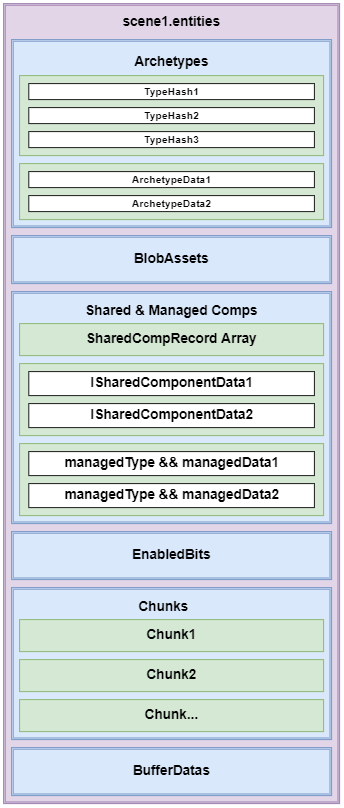 scene1.entities
Archetypes
TypeHash1
TypeHash2
TypeHash3
ArchetypeData1
ArchetypeData2
BlobAssets
Shared & Managed Comps
SharedCompRecord Array
ISharedComponentData1
ISharedComponentData2
managedType && managedData1
managedType && managedData2
EnabledBits
Chunks
Chunk1
Chunk2
Chunk...
BufferDatas